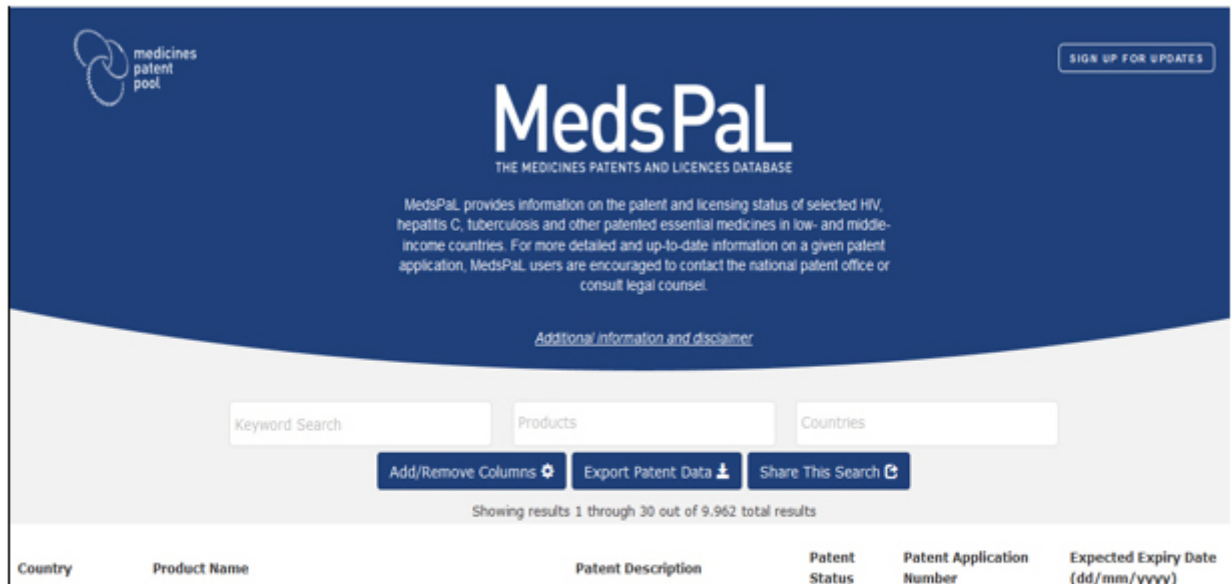 medicines
patent
pool
SIGN UP FOR UPDATES
MedsPaL
THE MEDICINES PATENTS AND LICENCES DATABASE
MedsPaL provides information on the patent and licensing status of selected HIV,
hepatitis C, tuberculosis and other patented essential medicines in low- and middle-
income countries. For more detailed and up-to-date information on a given patent
application, MedsPaL users are encouraged to contact the national patent office or
consult legal counsel.
Additional information and disclaimer
Keyword Search
Products
Countries
Add/Remove Columns
Export Patent Data
Share This Search
Showing results 1 through 30 out of 9.962 total results
Country
Product Name
Patent Description
Patent
Status
Patent Application
Number
Expected Expiry Date
(dd/mm/yyyy)